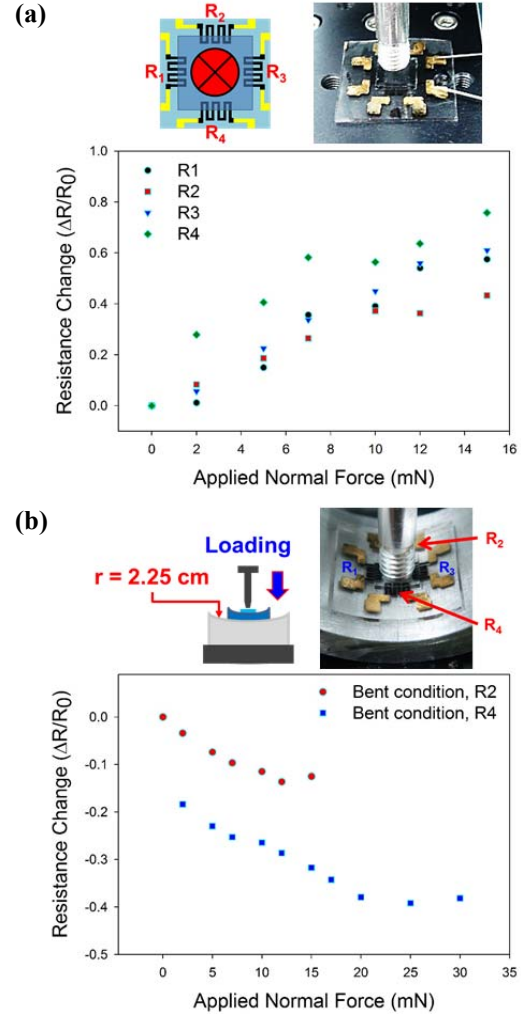 (a)
R2
R1
R3
R4
1.0
R1
R2
R3
R4
0.8
0.6
0.4
0.2
0.0
Resistance Change (ΔR/R0)
0 2 4 6 8 10 12 14 16
Applied Normal Force (mN)
(b)
Loading
r = 2.25 cm
R2
R1
R3
R4
Bent condition, R2
Bent condition, R4
0.0
-0.1
-0.2
-0.3
-0.4
-0.5
Resistance Change (ΔR/R0)
0 5 10 15 20 25 30 35
Applied Normal Force (mN)